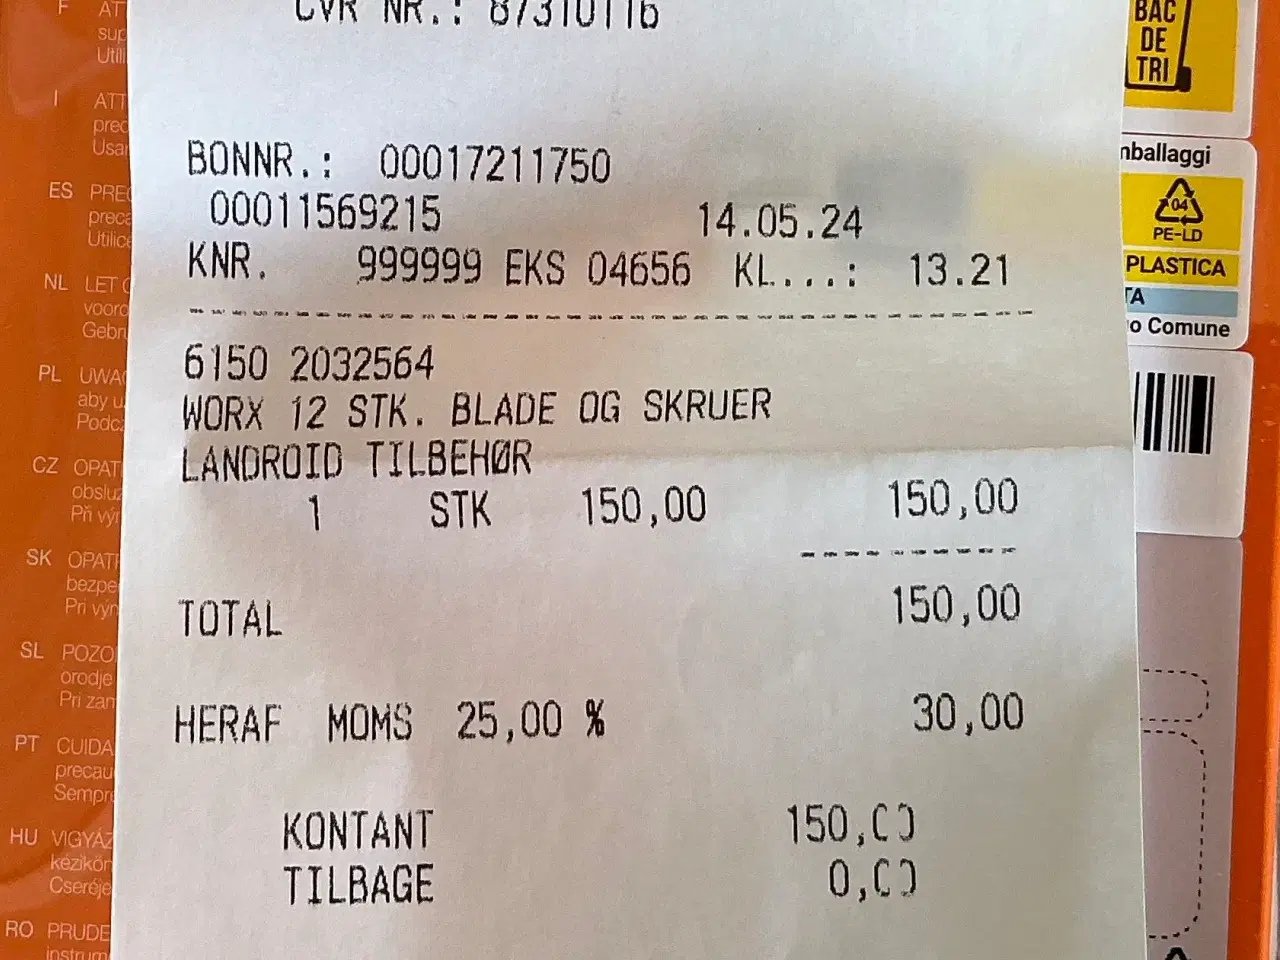 CVR NR.: 87310116
BONNR.: 00017211750
00011569215 14.05.24
KNR. 999999 EKS 04656 KL...: 13.21
6150 2032564
WORX 12 STK. BLADE OG SKRUER
LANDROID TILBEHØR
1 STK 150,00 150,00
TOTAL 150,00
HERAF MOMS 25,00 % 30,00
KONTANT 150,00
TILBAGE 0,00
F
I
ES
NL LET
PL
CZ
SK
SL
PT
HU
RO
BAC
DE
TRI
04
PE-LD
PLASTICA
Comune